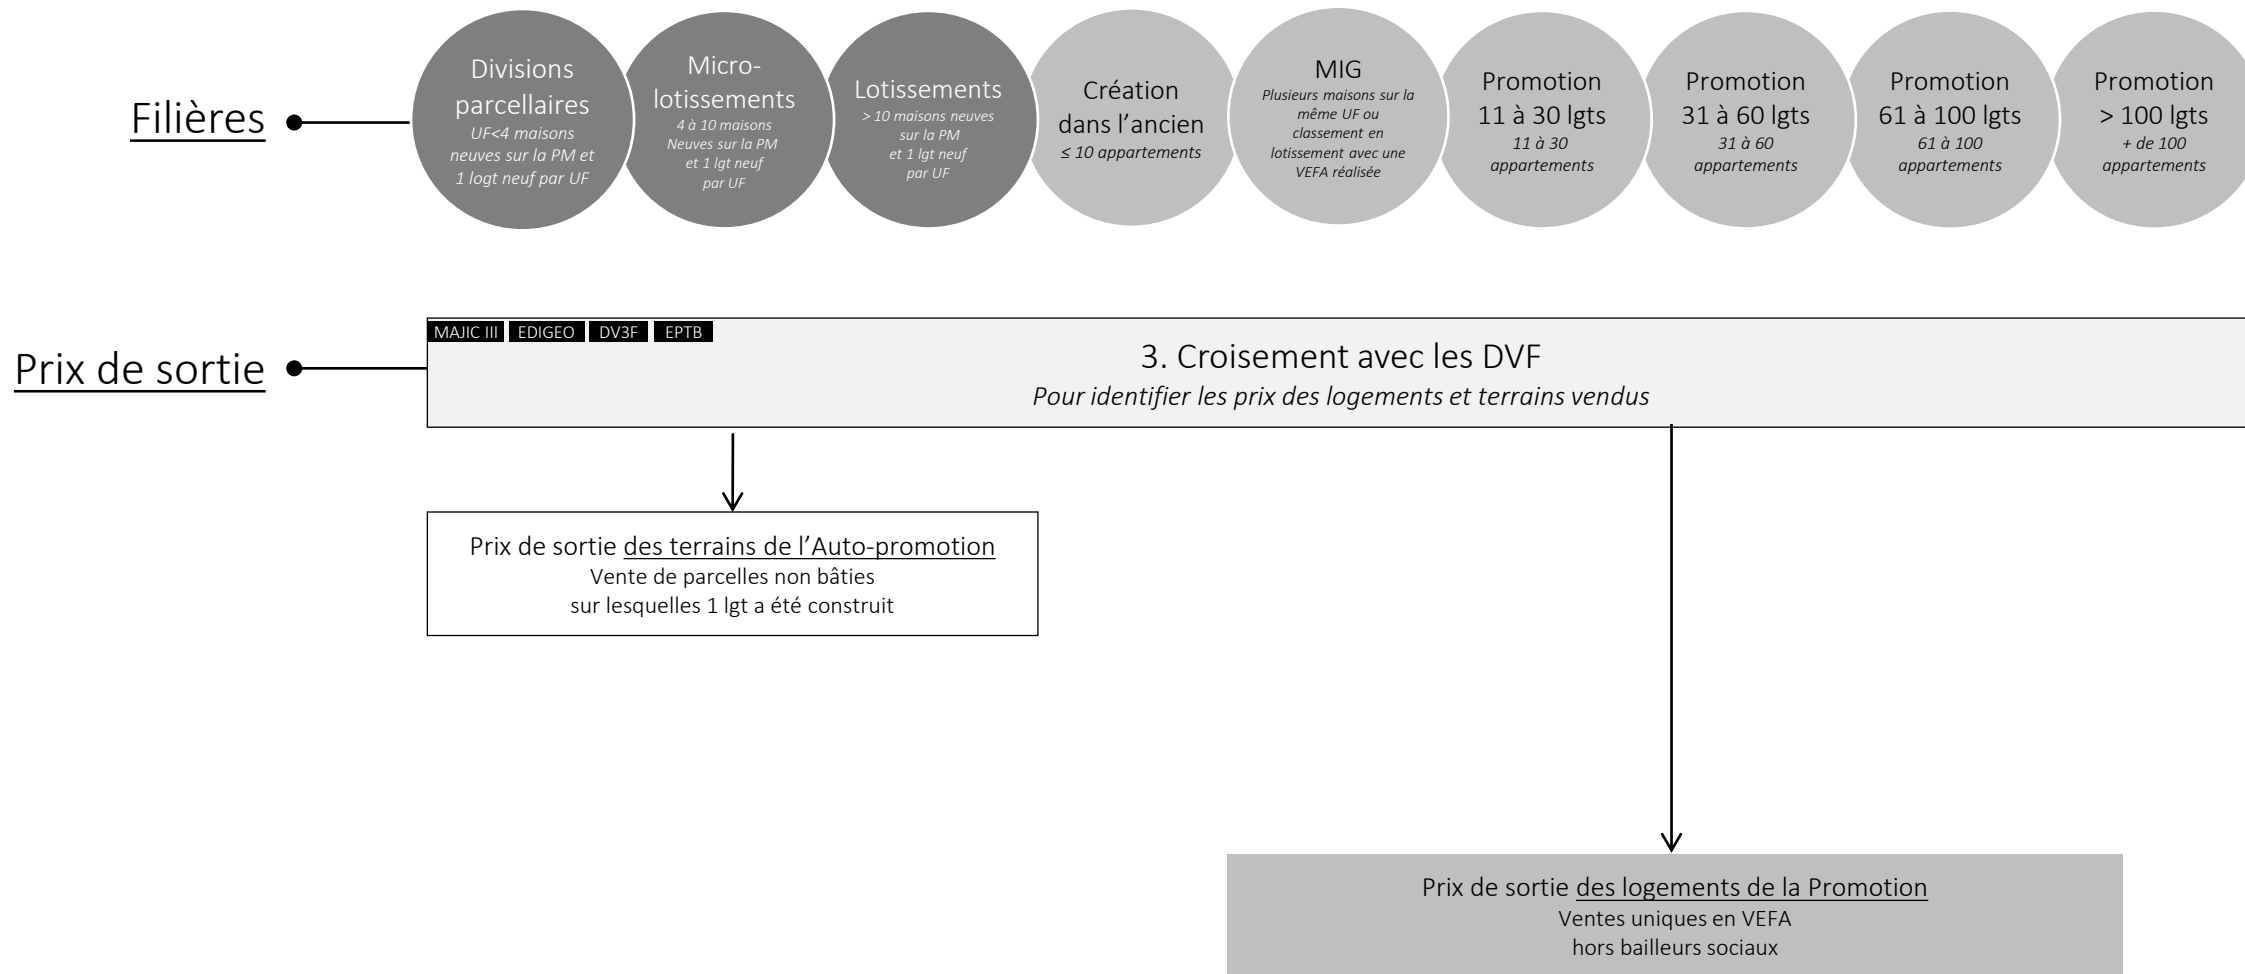 Filières
Divisions
parcellaires
UF<4 maisons
neuves sur la PM et
1 logt neuf par UF
Micro-
lotissements
4 à 10 maisons
Neuves sur la PM
et 1 lgt neuf
par UF
Lotissements
> 10 maisons neuves
sur la PM
et 1 lgt neuf
par UF
Création
dans l’ancien
≤ 10 appartements
MIG
Plusieurs maisons sur la
même UF ou
classement en
lotissement avec une
VEFA réalisée
Promotion
11 à 30 lgts
11 à 30
appartements
Promotion
31 à 60 lgts
31 à 60
appartements
Promotion
61 à 100 lgts
61 à 100
appartements
Promotion
> 100 lgts
+ de 100
appartements
Prix de sortie
MAJIC III EDIGEO DV3F EPTB
3. Croisement avec les DVF
Pour identifier les prix des logements et terrains vendus
Prix de sortie des terrains de l’Auto-promotion
Vente de parcelles non bâties
sur lesquelles 1 lgt a été construit
Prix de sortie des logements de la Promotion
Ventes uniques en VEFA
hors bailleurs sociaux